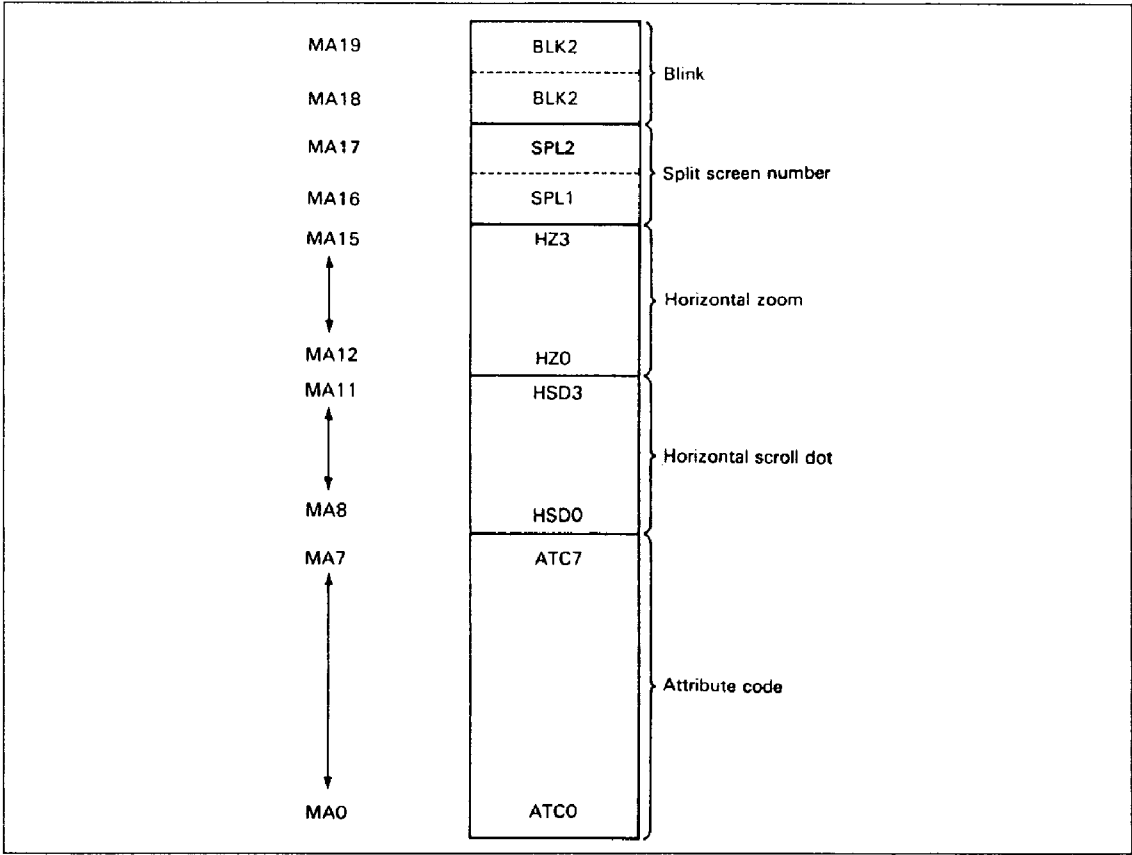 MA19 BLK2
Blink
MA18 BLK2
MA17 SPL2
Split screen number
MA16 SPL1
MA15 HZ3
Horizontal zoom
MA12 HZ0
MA11 HSD3
Horizontal scroll dot
MA8 HSD0
MA7 ATC7
Attribute code
MA0 ATC0